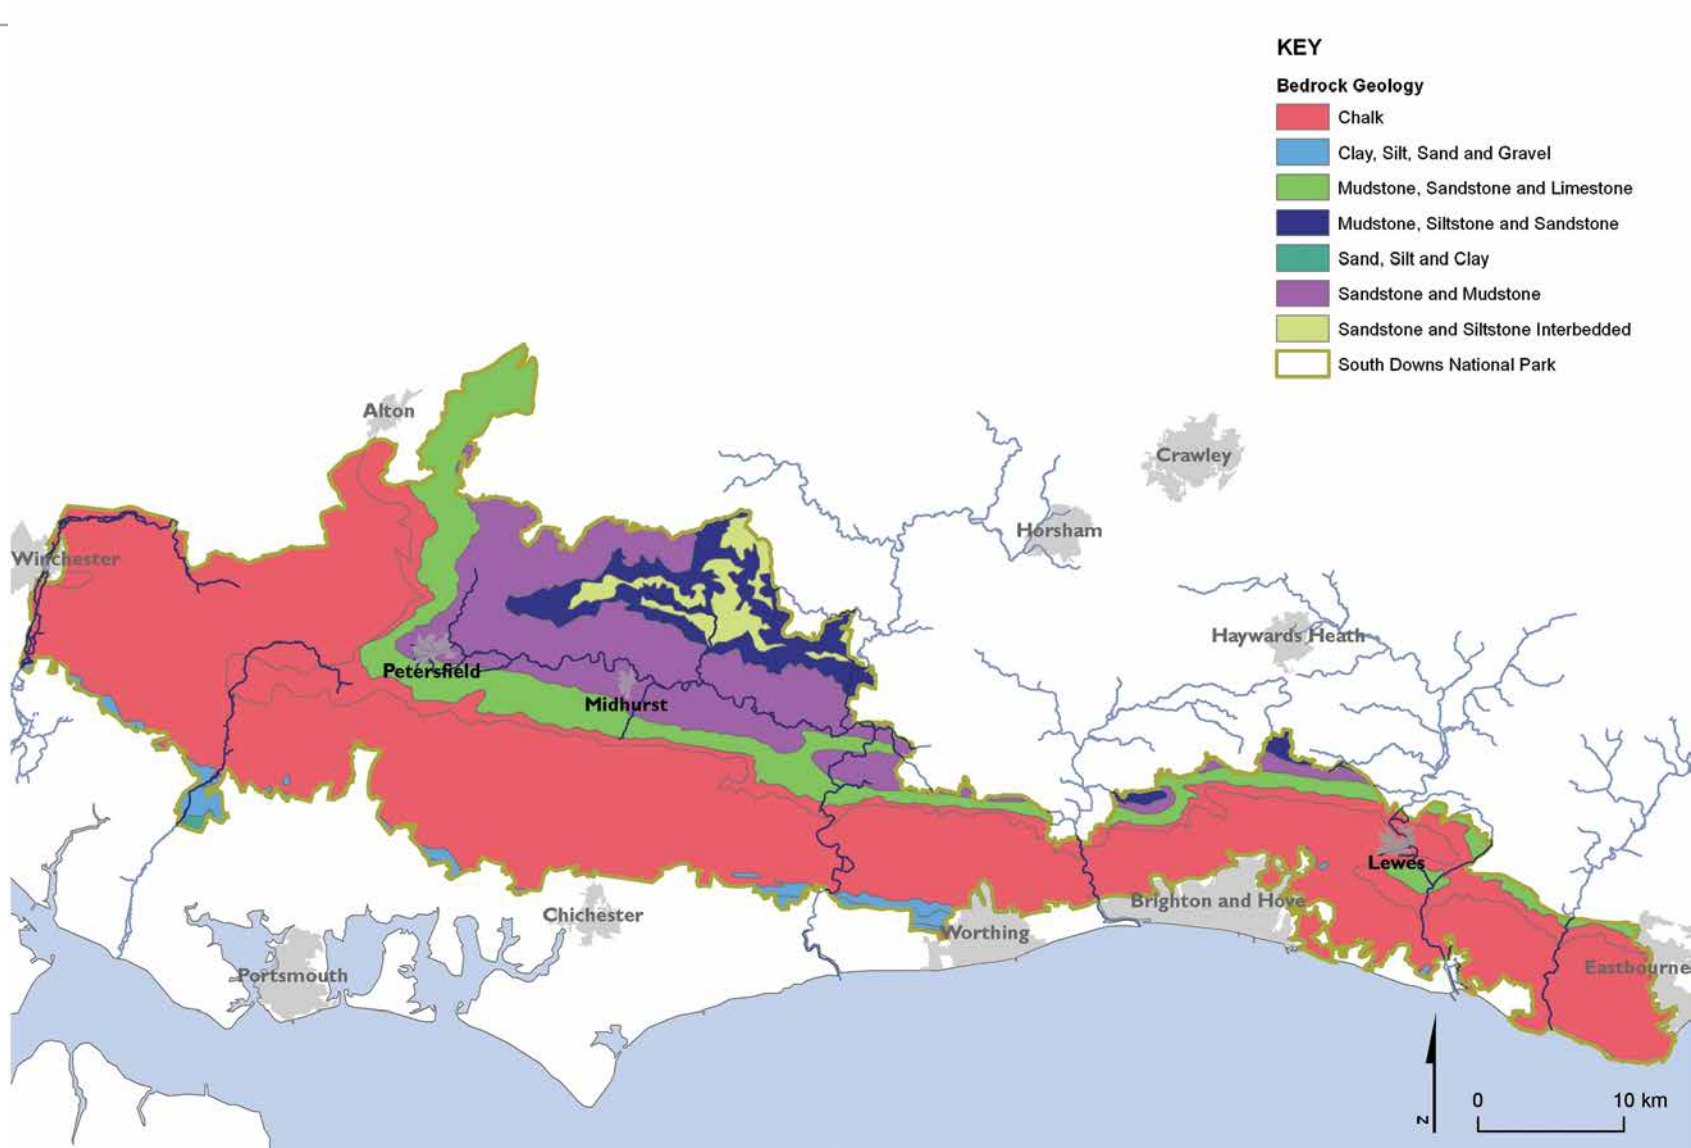 KEY
Bedrock Geology
Chalk
Clay, Silt, Sand and Gravel
Mudstone, Sandstone and Limestone
Mudstone, Siltstone and Sandstone
Sand, Silt and Clay
Sandstone and Mudstone
Sandstone and Siltstone Interbedded
South Downs National Park
Alton
Crawley
Horsham
Winchester
Haywards Heath
Petersfield
Midhurst
Lewes
Brighton and Hove
Chichester
Worthing
Portsmouth
Eastbourne
N
0 10 km